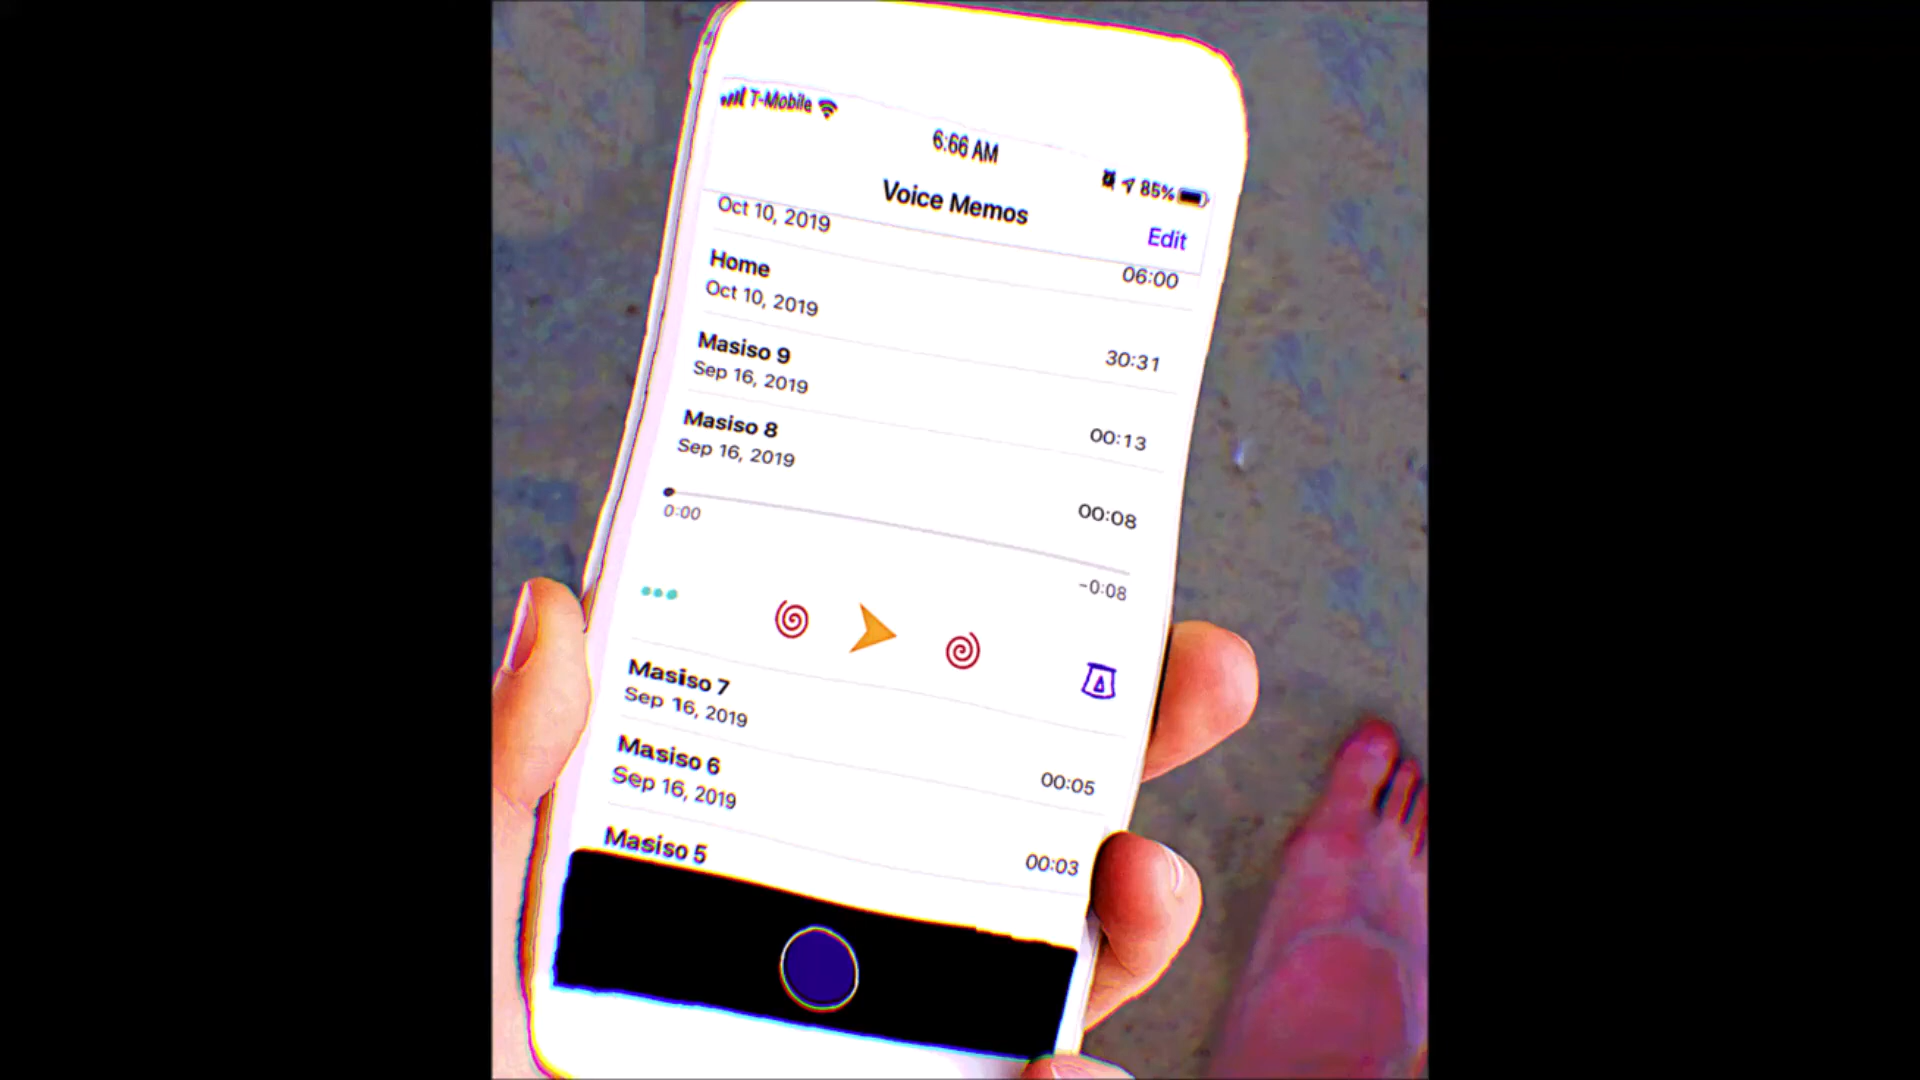 T-Mobile
6:66 AM
85%
Voice Memos
Edit
Oct 10, 2019
06:00
Home
Oct 10, 2019
30:31
Masiso 9
Sep 16, 2019
00:13
Masiso 8
Sep 16, 2019
00:08
0:00
-0:08
Masiso 7
Sep 16, 2019
00:05
Masiso 6
Sep 16, 2019
00:03
Masiso 5